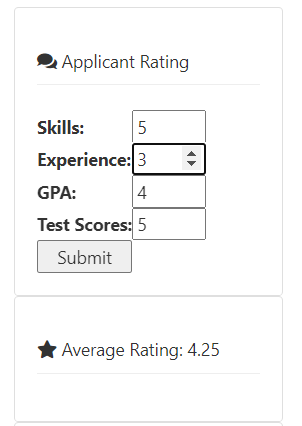 Applicant Rating
Skills: 5
Experience: 3
GPA: 4
Test Scores: 5
Submit
Average Rating: 4.25